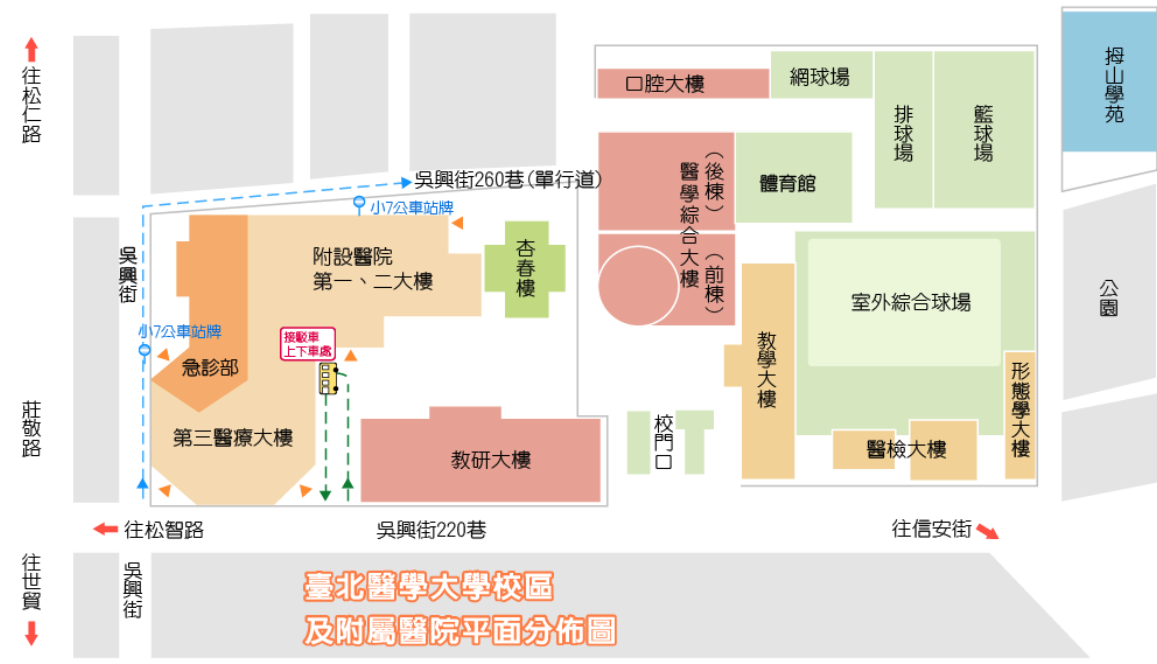 往松仁路
口腔大樓
網球場
排球場
籃球場
拇山學苑
吳興街260巷(單行道)
小7公車站牌
(後棟)
醫學綜合大樓
(前棟)
體育館
吳興街
附設醫院
第一、二大樓
杏春樓
室外綜合球場
公園
小7公車站牌
接駁車
上下車處
急診部
教學大樓
形態學大樓
莊敬路
第三醫療大樓
教研大樓
校門口
醫檢大樓
往松智路
吳興街220巷
往信安街
往世貿
吳興街
臺北醫學大學校區
及附屬醫院平面分佈圖